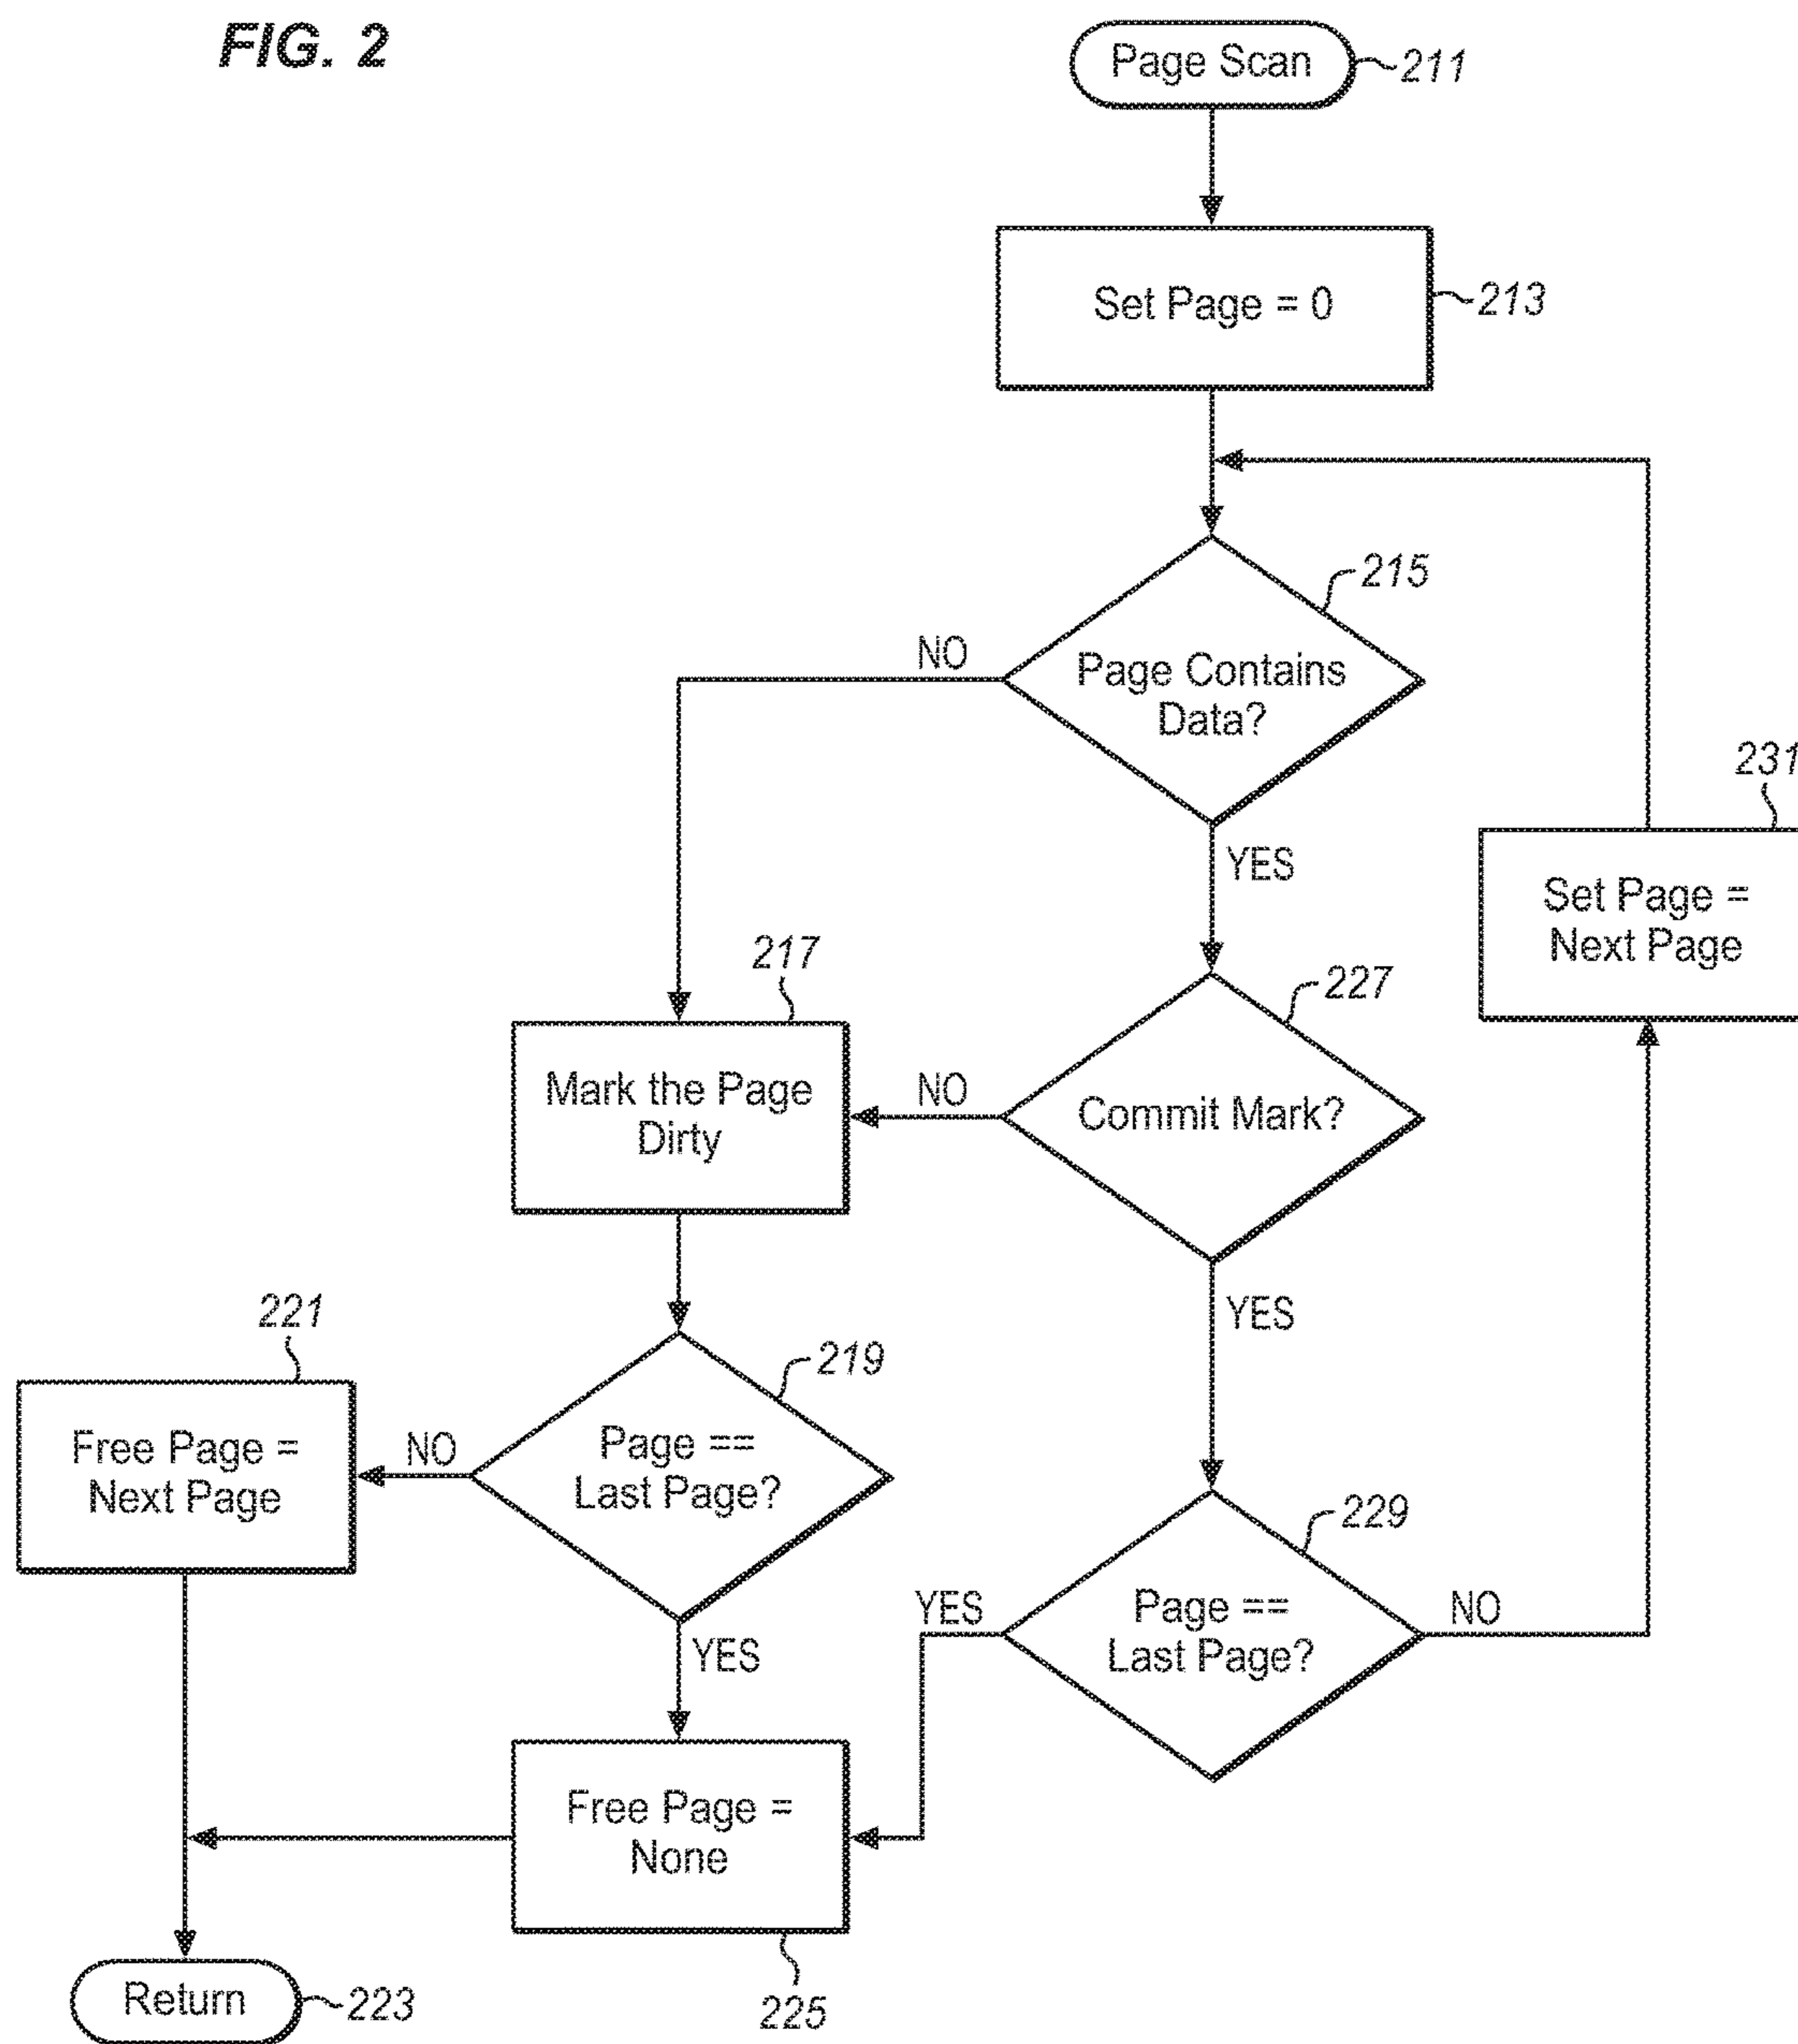 FIG. 2
Page Scan
211
Set Page = 0
213
215
Page Contains
Data?
NO
YES
231
Set Page =
Next Page
217
Mark the Page
Dirty
227
Commit Mark?
NO
YES
221
Free Page =
Next Page
219
Page ==
Last Page?
NO
YES
229
Page ==
Last Page?
YES
NO
Free Page =
None
225
Return
223